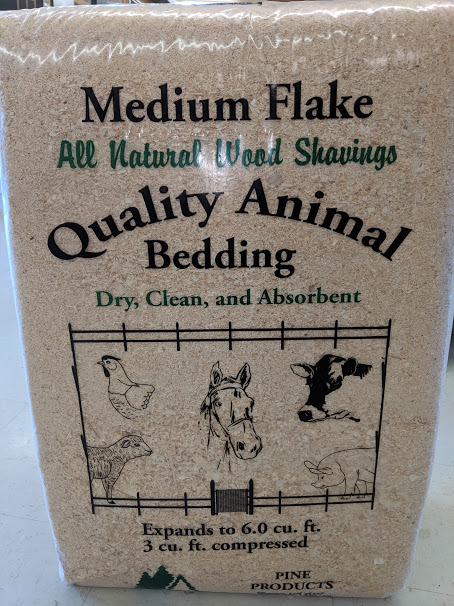 Medium Flake
All Natural Wood Shavings
Quality Animal
Bedding
Dry, Clean, and Absorbent
Expands to 6.0 cu. ft.
3 cu. ft. compressed
PINE
PRODUCTS